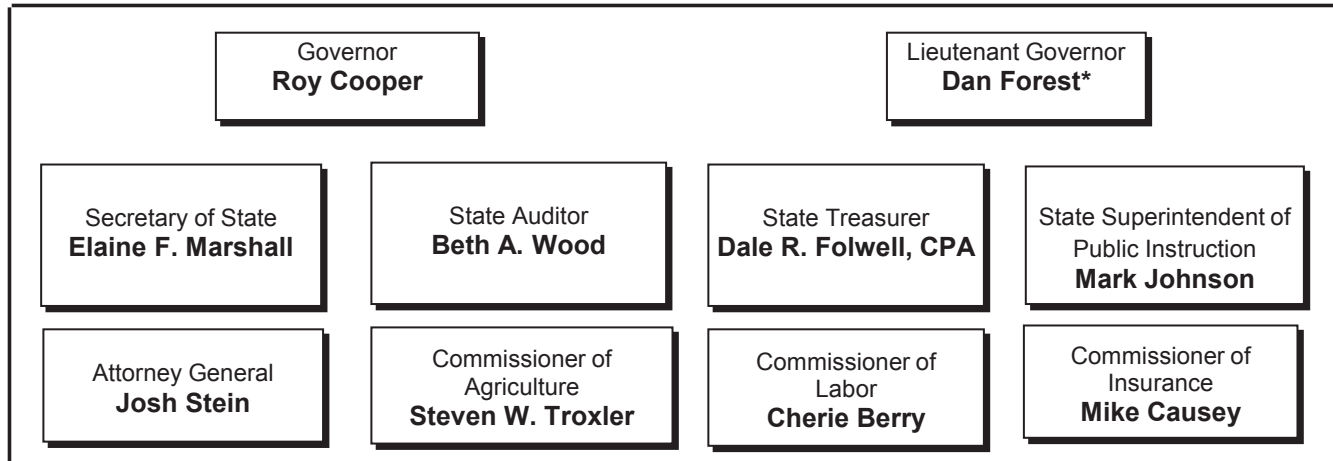 Governor
Roy Cooper
Lieutenant Governor
Dan Forest*
Secretary of State
Elaine F. Marshall
State Auditor
Beth A. Wood
State Treasurer
Dale R. Folwell, CPA
State Superintendent of
Public Instruction
Mark Johnson
Attorney General
Josh Stein
Commissioner of
Agriculture
Steven W. Troxler
Commissioner of
Labor
Cherie Berry
Commissioner of
Insurance
Mike Causey